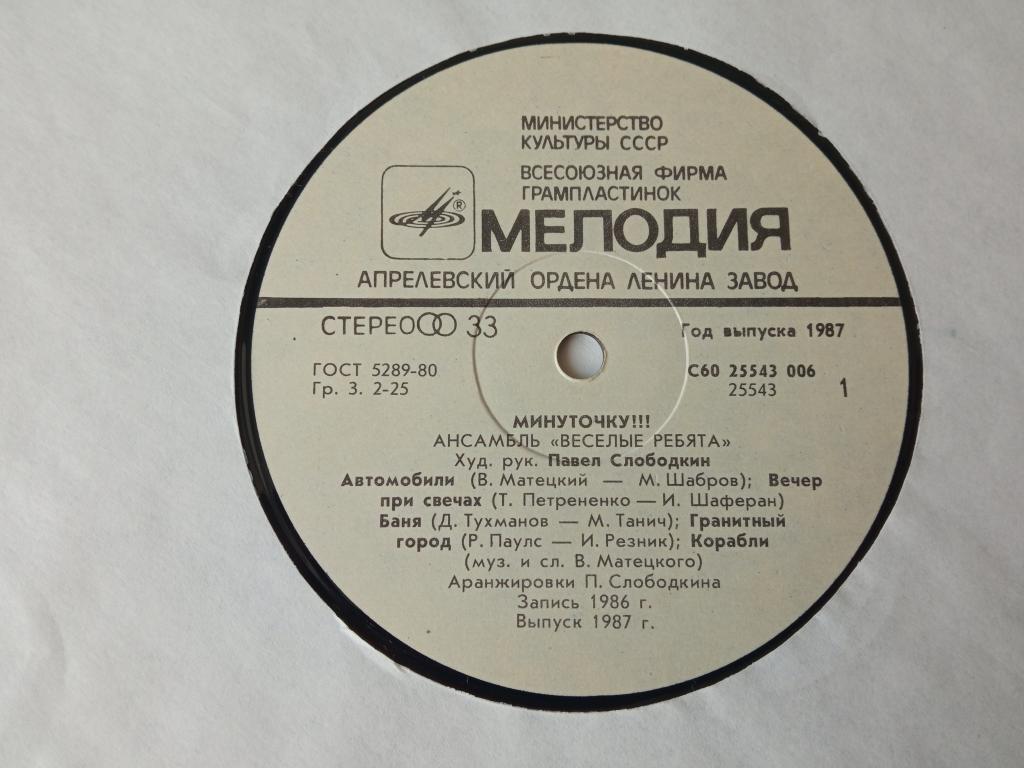 МИНИСТЕРСТВО
КУЛЬТУРЫ СССР
ВСЕСОЮЗНАЯ ФИРМА
ГРАМПЛАСТИНОК
®
МЕЛОДИЯ
АПРЕЛЕВСКИЙ ОРДЕНА ЛЕНИНА ЗАВОД
СТЕРЕО 33
Год выпуска 1987
ГОСТ 5289-80
Гр. 3. 2-25
С60 25543 006
25543
1
МИНУТОЧКУ!!!
АНСАМБЛЬ «ВЕСЕЛЫЕ РЕБЯТА»
Худ. рук. Павел Слободкин
Автомобили (В. Матецкий — М. Шабров); Вечер
при свечах (Т. Петрененко — И. Шаферан)
Баня (Д. Тухманов — М. Танич); Гранитный
город (Р. Паулс — И. Резник); Корабли
(муз. и сл. В. Матецкого)
Аранжировки П. Слободкина
Запись 1986 г.
Выпуск 1987 г.